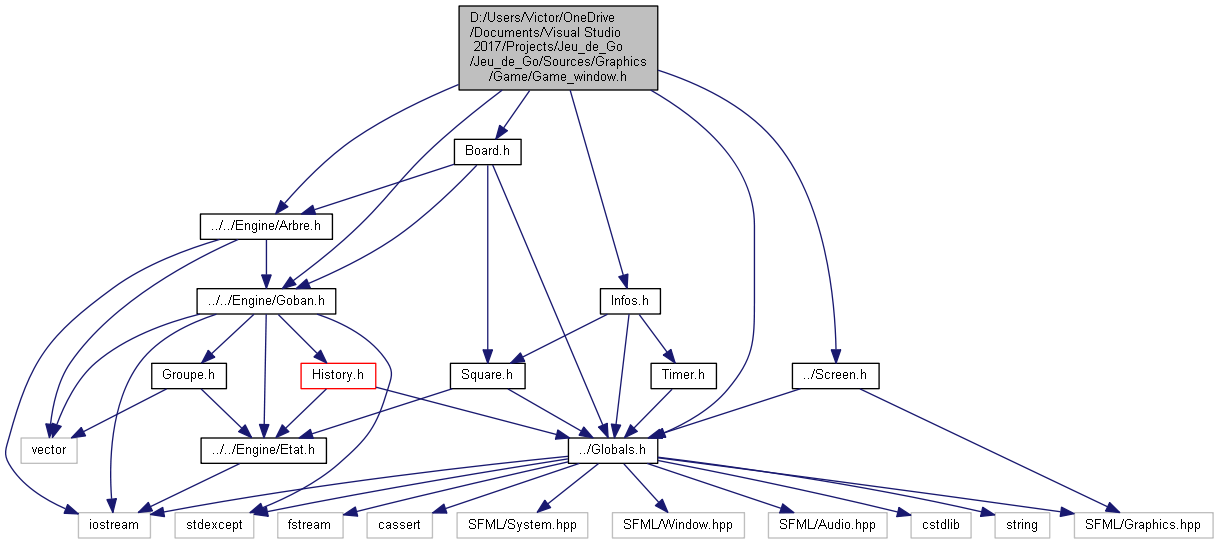 D:/Users/Victor/OneDrive
/Documents/Visual Studio
2017/Projects/Jeu_de_Go
/Jeu_de_Go/Sources/Graphics
/Game/Game_window.h
Board.h
../../Engine/Arbre.h
../../Engine/Goban.h
Infos.h
Groupe.h
History.h
Square.h
Timer.h
../Screen.h
vector
../../Engine/Etat.h
../Globals.h
iostream
stdexcept
fstream
cassert
SFML/System.hpp
SFML/Window.hpp
SFML/Audio.hpp
cstdlib
string
SFML/Graphics.hpp